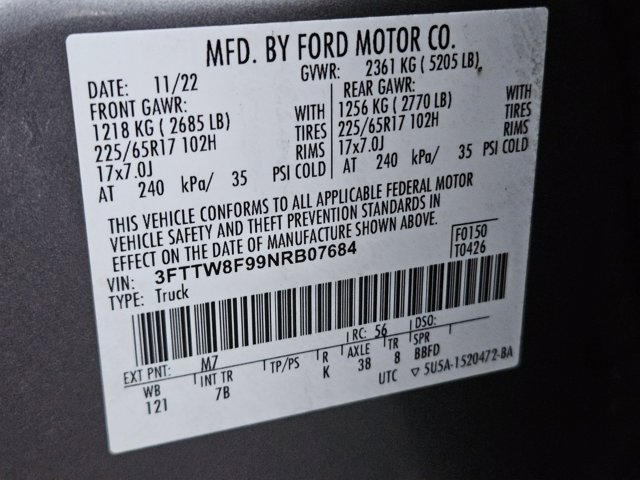 MFD. BY FORD MOTOR CO.
DATE: 11/22 GVWR: 2361 KG ( 5205 LB)
FRONT GAWR: REAR GAWR:
1218 KG ( 2685 LB) WITH 1256 KG ( 2770 LB) WITH
225/65R17 102H TIRES 225/65R17 102H TIRES
17x7.0J RIMS 17x7.0J RIMS
AT 240 kPa/ 35 PSI COLD AT 240 kPa/ 35 PSI COLD
THIS VEHICLE CONFORMS TO ALL APPLICABLE FEDERAL MOTOR
VEHICLE SAFETY AND THEFT PREVENTION STANDARDS IN
EFFECT ON THE DATE OF MANUFACTURE SHOWN ABOVE.
VIN: 3FTTW8F99NRB07684 F0150
TYPE: Truck T0426
EXT PNT: M7 RC: 56 DSO:
WB INT TR TP/PS R AXLE TR SPR
121 7B K 38 8 BBFD
UTC ▽ 5U5A-1520472-BA